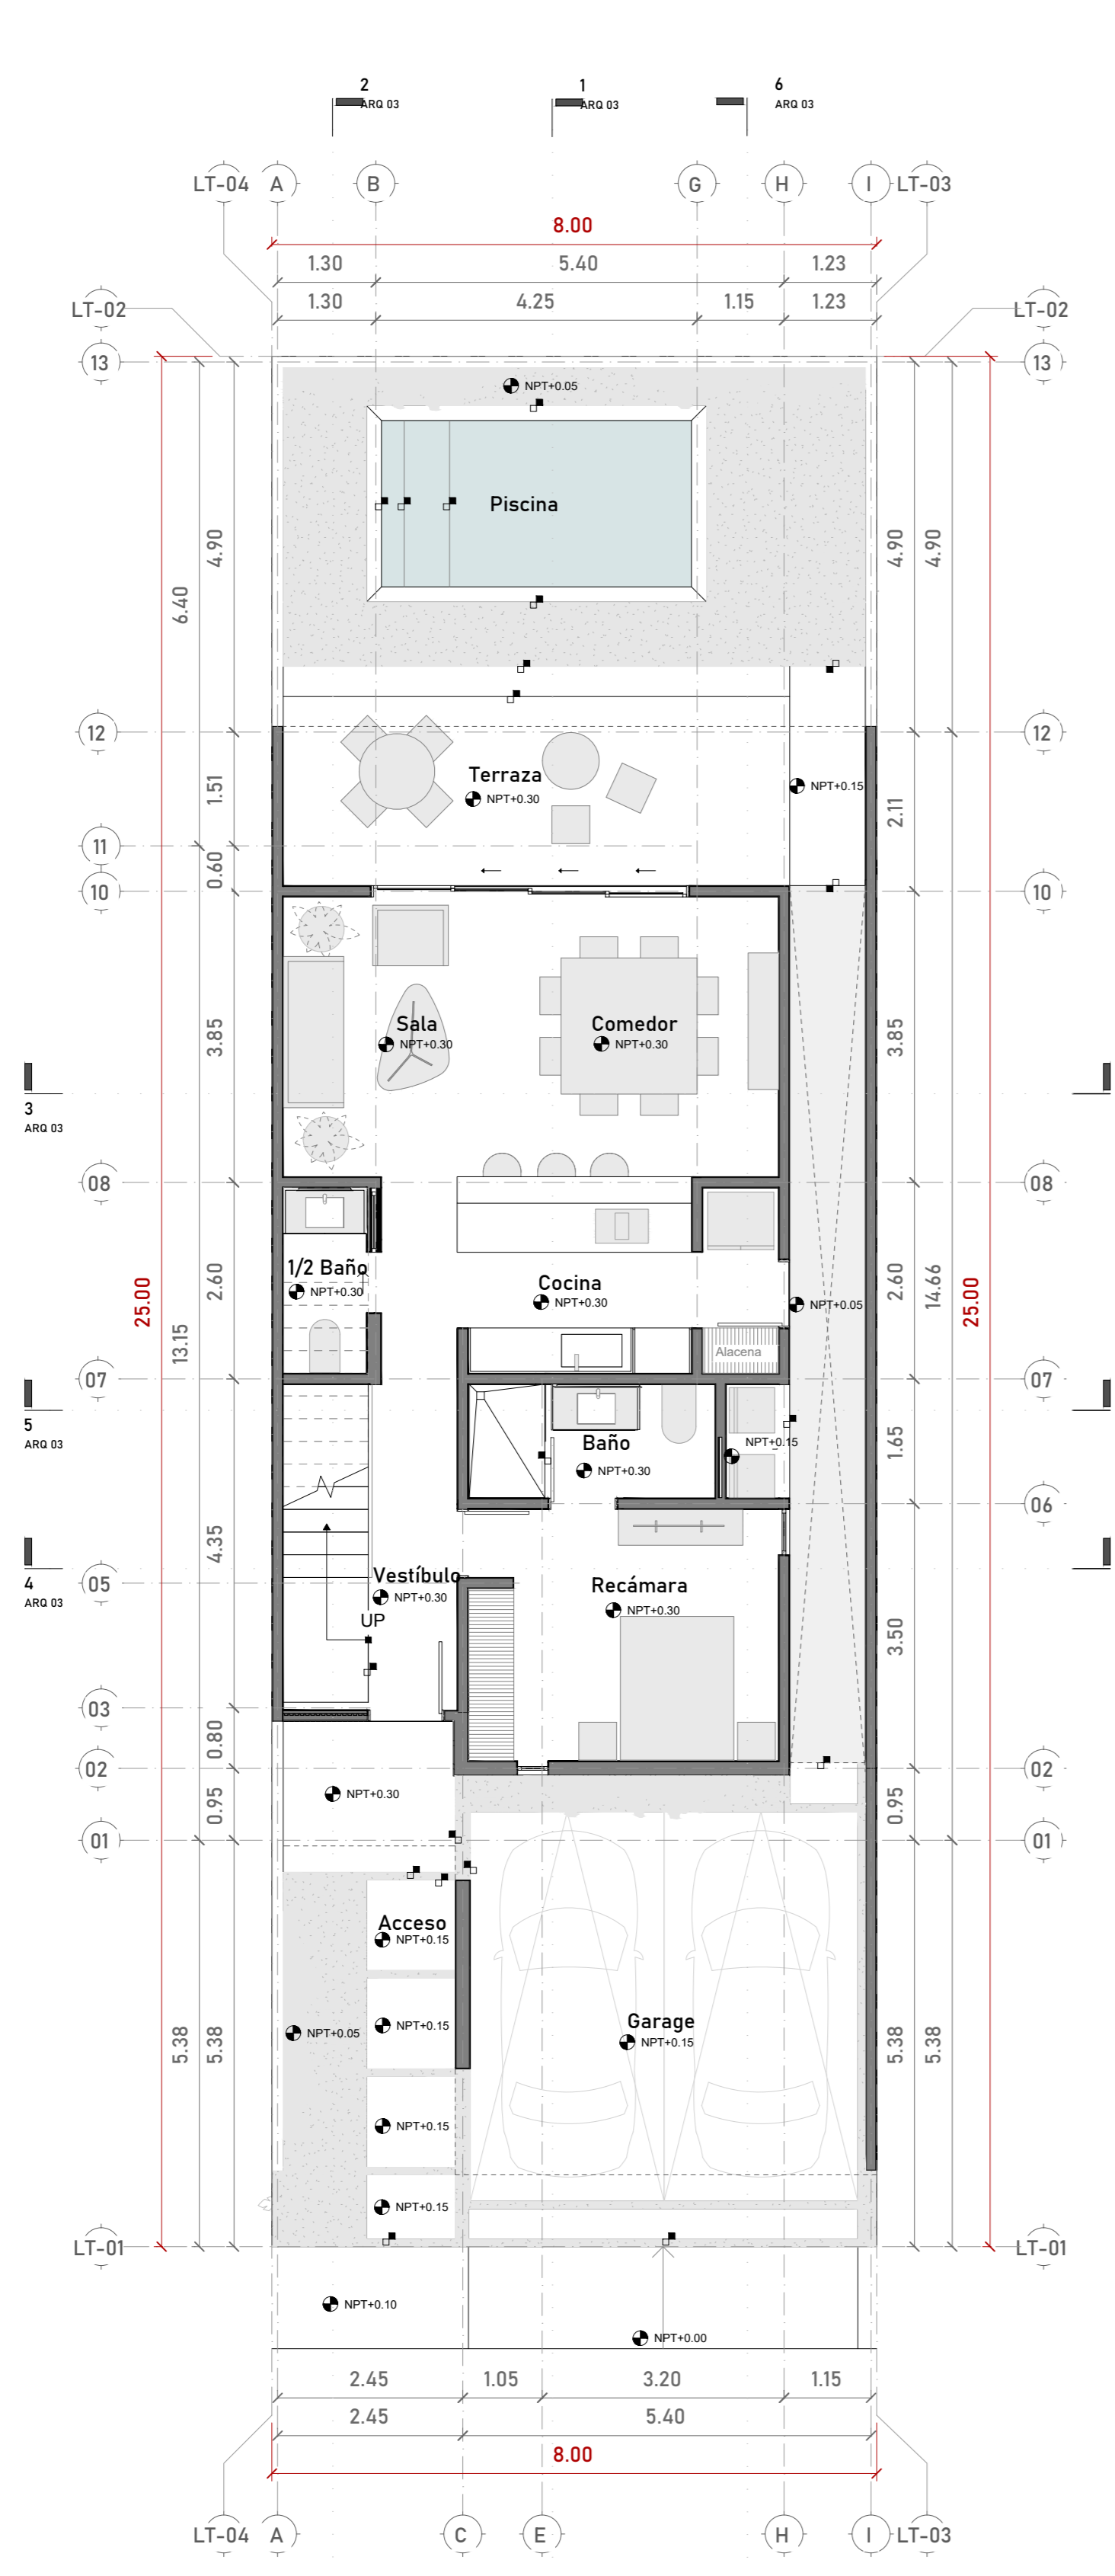 2
ARQ 03
1
ARQ 03
6
ARQ 03
LT-04 A B G H I LT-03
8.00
1.30 5.40 1.23
1.30 4.25 1.15 1.23
LT-02 LT-02
13 13
NPT+0.05
Piscina
4.90 4.90 4.90
6.40
12 12
Terraza
NPT+0.30
NPT+0.15
1.51 2.11
11
0.60
10 10
Sala
NPT+0.30
Comedor
NPT+0.30
3.85 3.85
3
ARQ 03
08 08
1/2 Baño
NPT+0.30
Cocina
NPT+0.30
NPT+0.05
25.00 2.60 2.60 14.66 25.00
13.15
Alacena
07 07
5
ARQ 03
Baño
NPT+0.30
NPT+0.15
1.65
06
4.35
4
ARQ 03
05
Vestíbulo
NPT+0.30
UP
Recámara
NPT+0.30
3.50
03
0.80
02 02
NPT+0.30
0.95 0.95
01 01
Acceso
NPT+0.15
NPT+0.15
NPT+0.05
Garage
NPT+0.15
5.38 5.38 5.38 5.38
NPT+0.15
NPT+0.15
LT-01 LT-01
NPT+0.10
NPT+0.00
2.45 1.05 3.20 1.15
2.45 5.40
8.00
LT-04 A C E H I LT-03